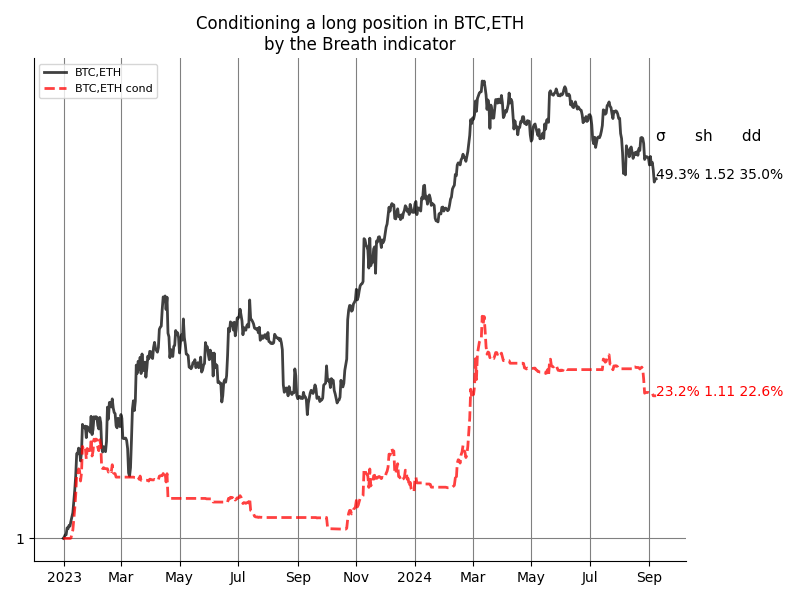 Conditioning a long position in BTC,ETH
by the Breath indicator
BTC,ETH
BTC,ETH cond
σ sh dd
49.3% 1.52 35.0%
23.2% 1.11 22.6%
1
2023 Mar May Jul Sep Nov 2024 Mar May Jul Sep